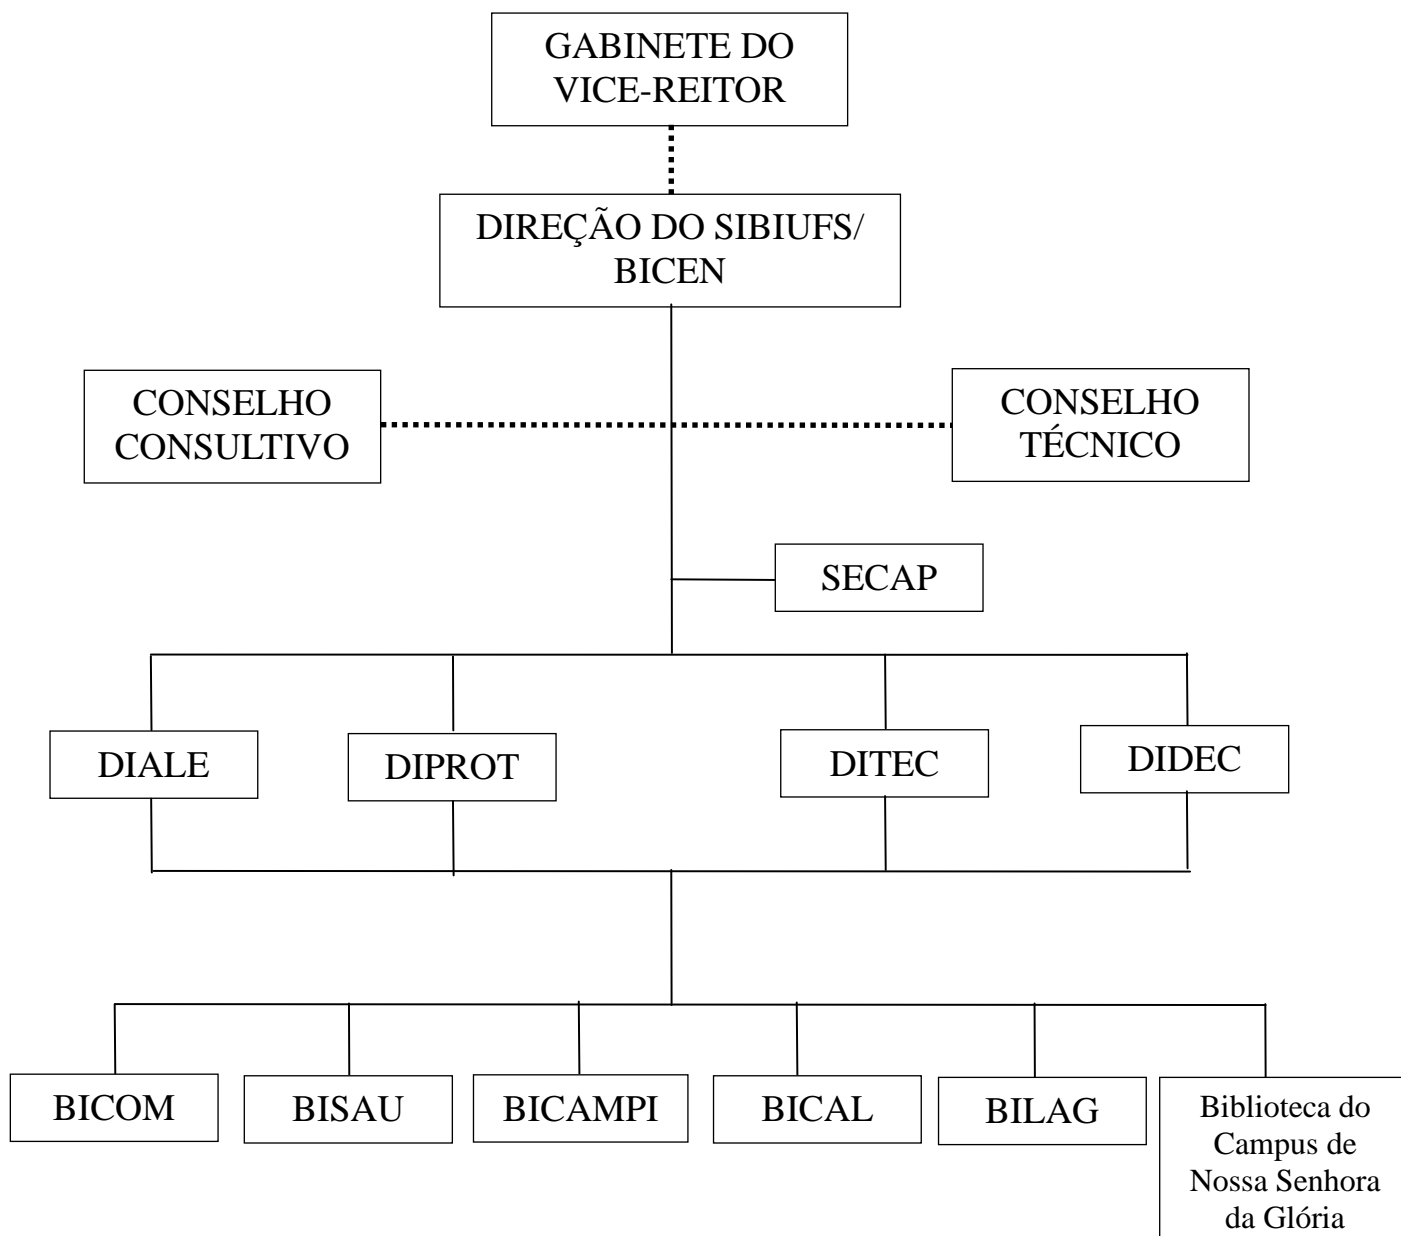 GABINETE DO
VICE-REITOR
DIREÇÃO DO SIBIUFS/
BICEN
CONSELHO
CONSULTIVO
CONSELHO
TÉCNICO
SECAP
DIALE
DIPROT
DITEC
DIDEC
BICOM
BISAU
BICAMPI
BICAL
BILAG
Biblioteca do
Campus de
Nossa Senhora
da Glória